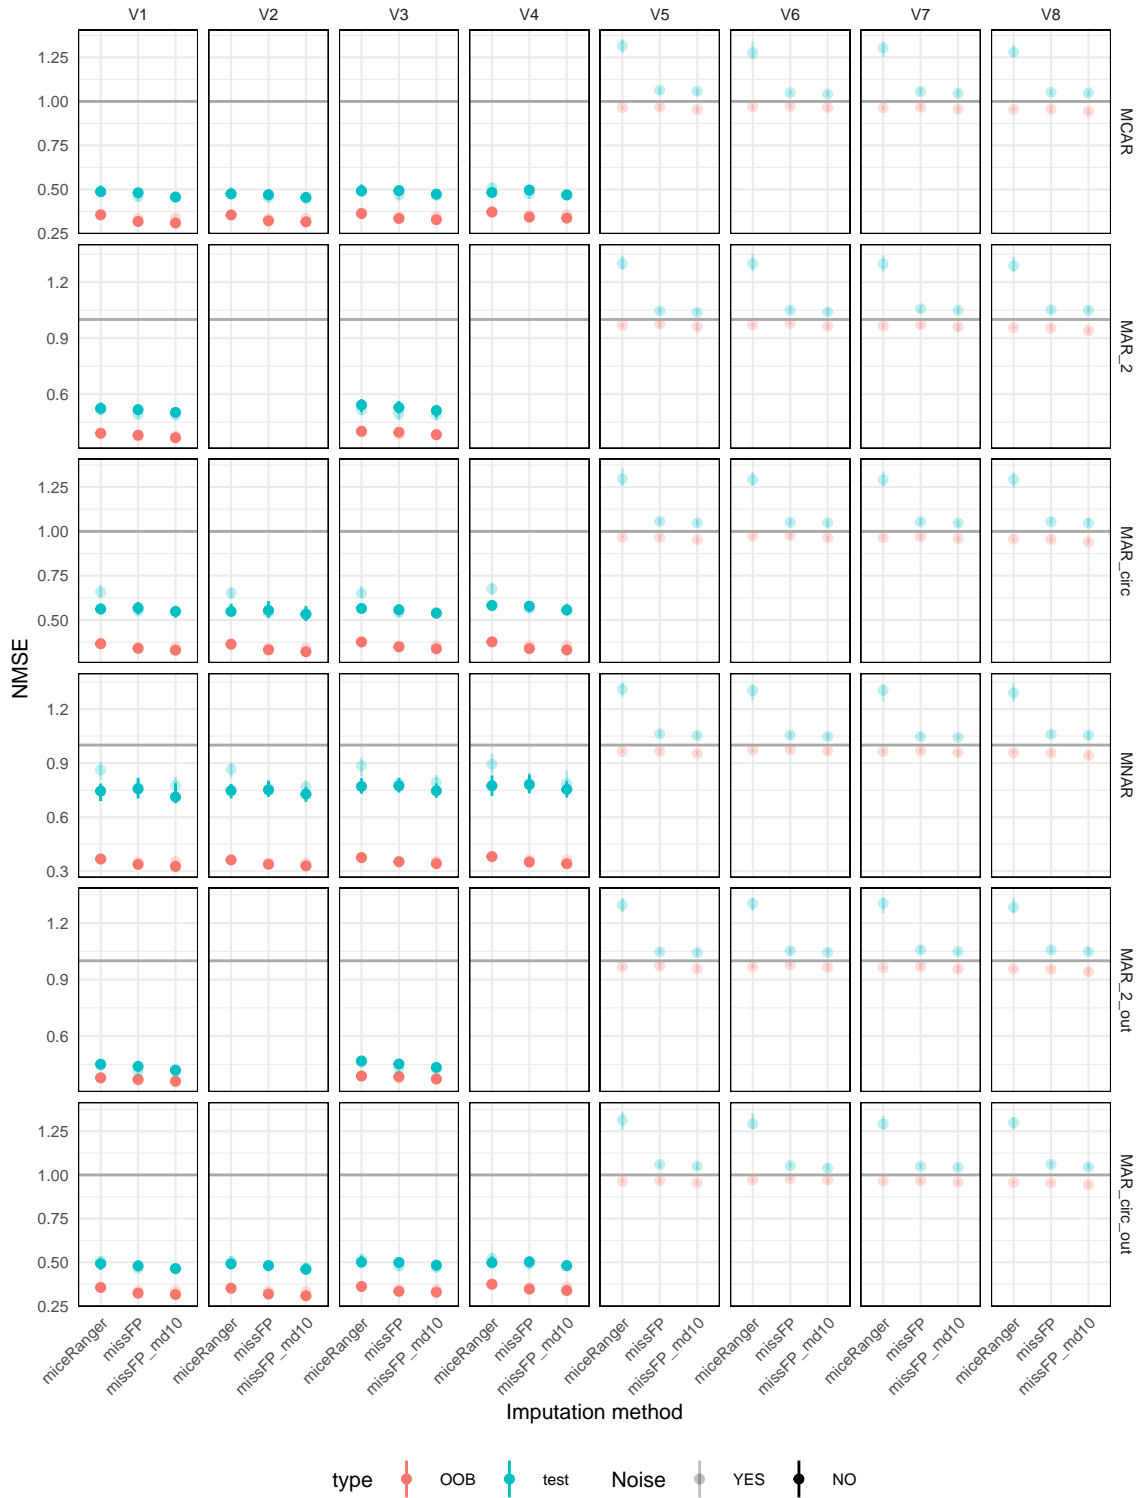 V1 V2 V3 V4 V5 V6 V7 V8
1.25
1.00
0.75
0.50
0.25
MCAR
1.2
0.9
0.6
MAR_2
1.25
1.00
0.75
0.50
MAR_circ
NMSE
1.2
0.9
0.6
0.3
MNAR
1.2
0.9
0.6
MAR_2_out
1.25
1.00
0.75
0.50
0.25
MAR_circ_out
miceRanger missFP missFP_md10 miceRanger missFP missFP_md10 miceRanger missFP missFP_md10 miceRanger missFP missFP_md10 miceRanger missFP missFP_md10 miceRanger missFP missFP_md10 miceRanger missFP missFP_md10 miceRanger missFP missFP_md10
Imputation method
type OOB test Noise YES NO